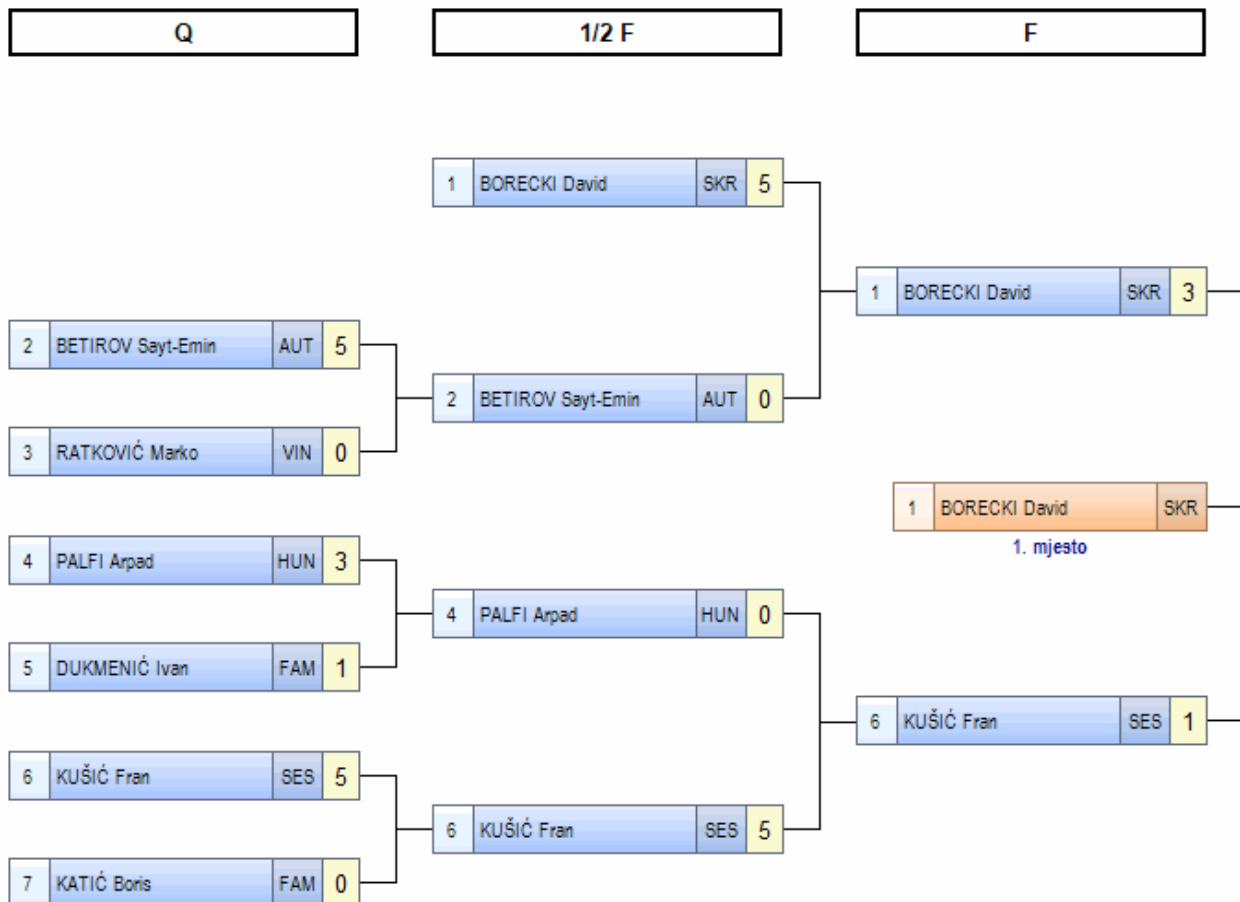 Q 1/2 F F
1 BORECKI David SKR 5
1 BORECKI David SKR 3
2 BETIROV Sayt-Emin AUT 5
2 BETIROV Sayt-Emin AUT 0
3 RATKOVIĆ Marko VIN 0
1 BORECKI David SKR
1. mjesto
4 PALFI Arpad HUN 3
4 PALFI Arpad HUN 0
5 DUKMENIĆ Ivan FAM 1
6 KUŠIĆ Fran SES 1
6 KUŠIĆ Fran SES 5
6 KUŠIĆ Fran SES 5
7 KATIĆ Boris FAM 0